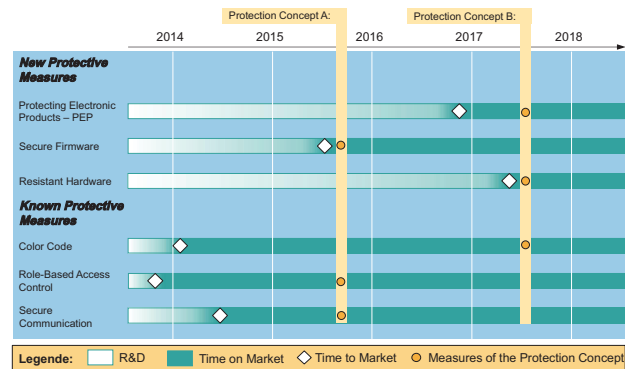 Protection Concept A:
Protection Concept B:
2014
2015
2016
2017
2018
New Protective
Measures
Protecting Electronic
Products – PEP
Secure Firmware
Resistant Hardware
Known Protective
Measures
Color Code
Role-Based Access
Control
Secure
Communication
Legende:
R&D
Time on Market
Time to Market
Measures of the Protection Concept